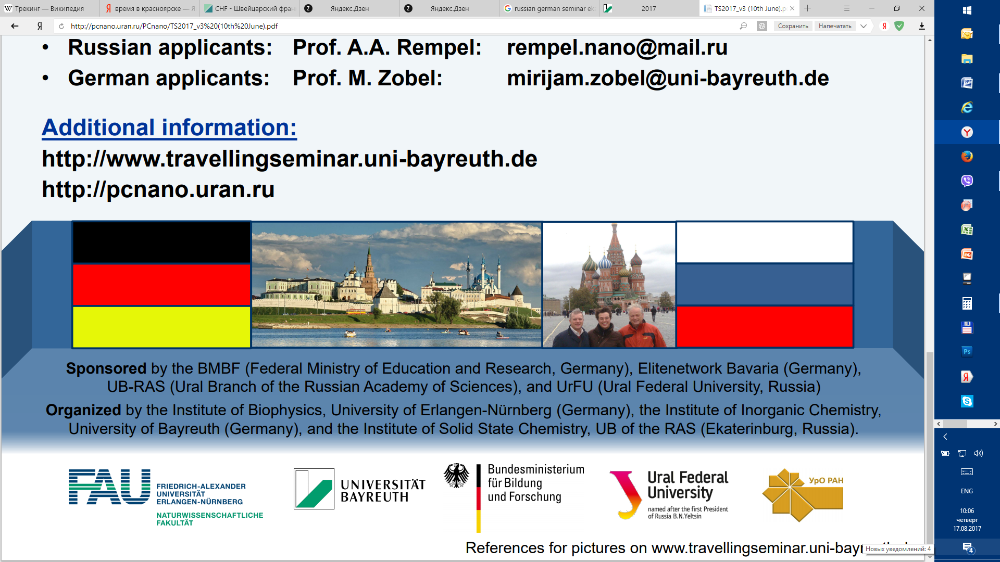 Трекинг — Википедия
время в красноярске — Я
CHF - Швейцарский фран
Яндекс.Дзен
Яндекс.Дзен
russian german seminar ek
2017
TS2017_v3 (10th June).p
http://pcnano.uran.ru/PCnano/TS2017_v3%20(10th%20June).pdf
Сохранить
Напечатать
• Russian applicants: Prof. A.A. Rempel: rempel.nano@mail.ru
• German applicants: Prof. M. Zobel: mirijam.zobel@uni-bayreuth.de
Additional information:
http://www.travellingseminar.uni-bayreuth.de
http://pcnano.uran.ru
Sponsored by the BMBF (Federal Ministry of Education and Research, Germany), Elitenetwork Bavaria (Germany),
UB-RAS (Ural Branch of the Russian Academy of Sciences), and UrFU (Ural Federal University, Russia)
Organized by the Institute of Biophysics, University of Erlangen-Nürnberg (Germany), the Institute of Inorganic Chemistry,
University of Bayreuth (Germany), and the Institute of Solid State Chemistry, UB of the RAS (Ekaterinburg, Russia).
FAU
FRIEDRICH-ALEXANDER
UNIVERSITÄT
ERLANGEN-NÜRNBERG
NATURWISSENSCHAFTLICHE
FAKULTÄT
UNIVERSITÄT
BAYREUTH
Bundesministerium
für Bildung
und Forschung
Ural Federal
University
named after the first President
of Russia B.N.Yeltsin
УрО РАН
References for pictures on www.travellingseminar.uni-bay
Новых уведомлений: 4
ENG
10:06
четверг
17.08.2017
4